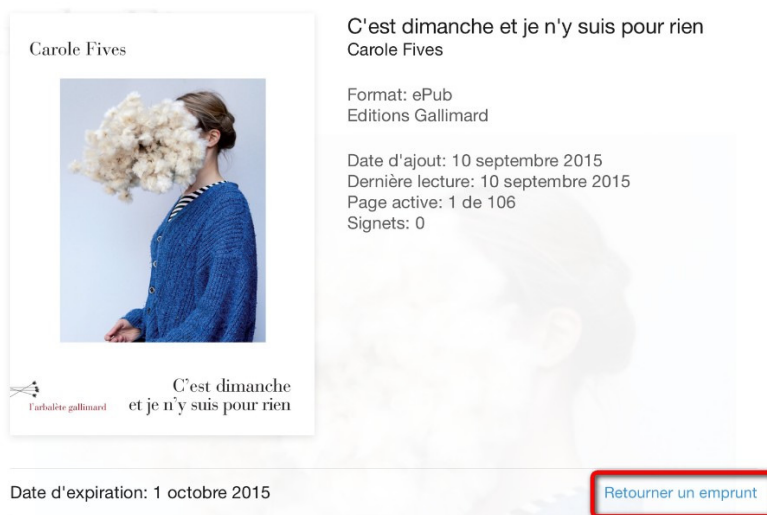 Carole Fives
C'est dimanche
et je n'y suis pour rien
l'arbalète gallimard
C'est dimanche et je n'y suis pour rien
Carole Fives
Format: ePub
Editions Gallimard
Date d'ajout: 10 septembre 2015
Dernière lecture: 10 septembre 2015
Page active: 1 de 106
Signets: 0
Date d'expiration: 1 octobre 2015
Retourner un emprunt